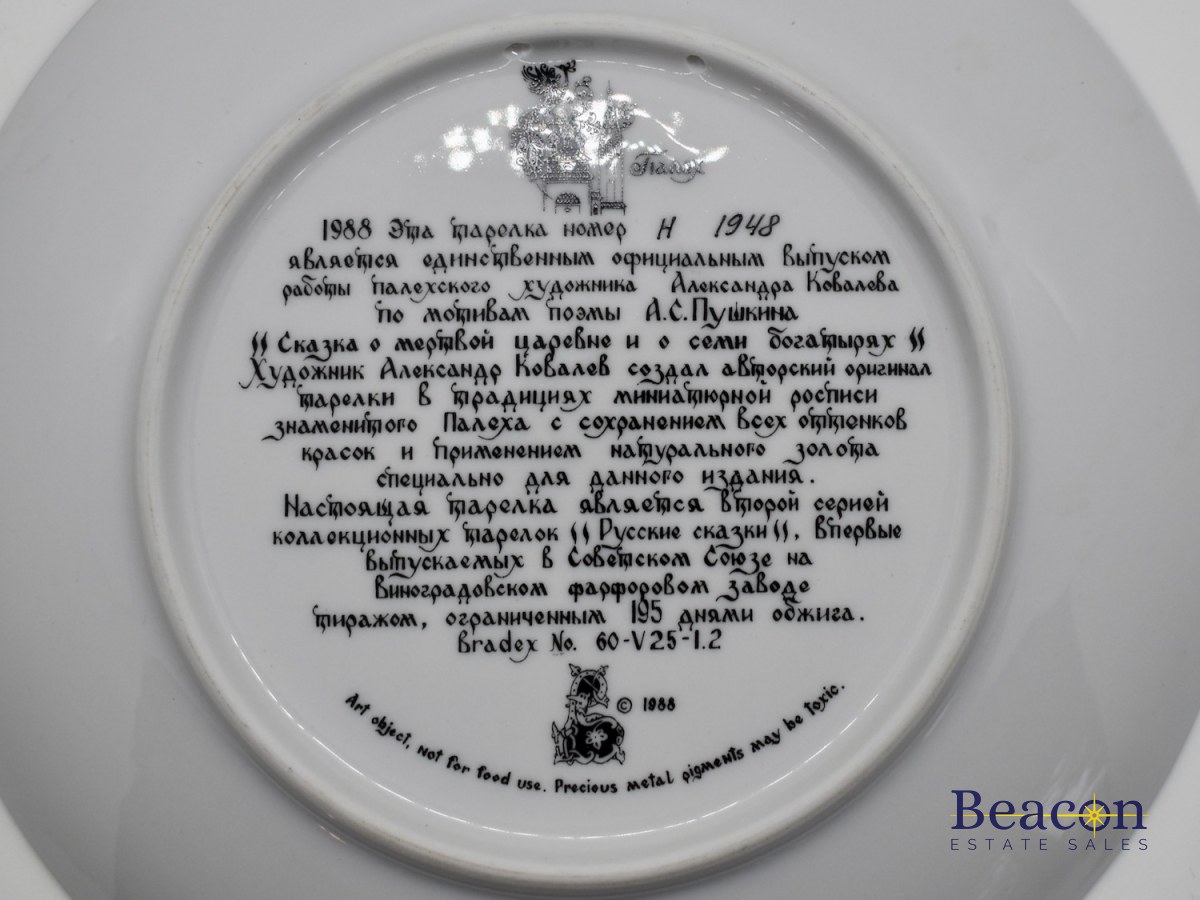 Палех
1988 Эта тарелка номер H 1948
является единственным официальным выпуском
работы палехского художника Александра Ковалева
по мотивам поэмы А.С.Пушкина
"Сказка о мертвой царевне и о семи богатырях"
Художник Александр Ковалев создал авторский оригинал
тарелки в традициях миниатюрной росписи
знаменитого Палеха с сохранением всех оттенков
красок и применением натурального золота
специально для данного издания.
Настоящая тарелка является второй серией
коллекционных тарелок "Русские сказки", впервые
выпускаемых в Советском Союзе на
Виноградовском фарфоровом заводе
тиражом, ограниченным 195 днями обжига.
Bradex No. 60-V25-1.2
© 1988
Art object, not for food use. Precious metal pigments may be toxic.
Beacon
ESTATE SALES